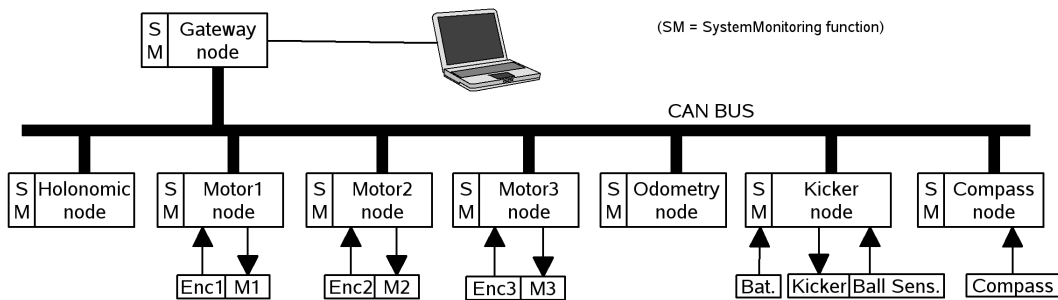 S Gateway
M node
(SM = SystemMonitoring function)
CAN BUS
S Holonomic
M node
S Motor1
M node
S Motor2
M node
S Motor3
M node
S Odometry
M node
S Kicker
M node
S Compass
M node
Enc1 M1
Enc2 M2
Enc3 M3
Bat.
Kicker Ball Sens.
Compass